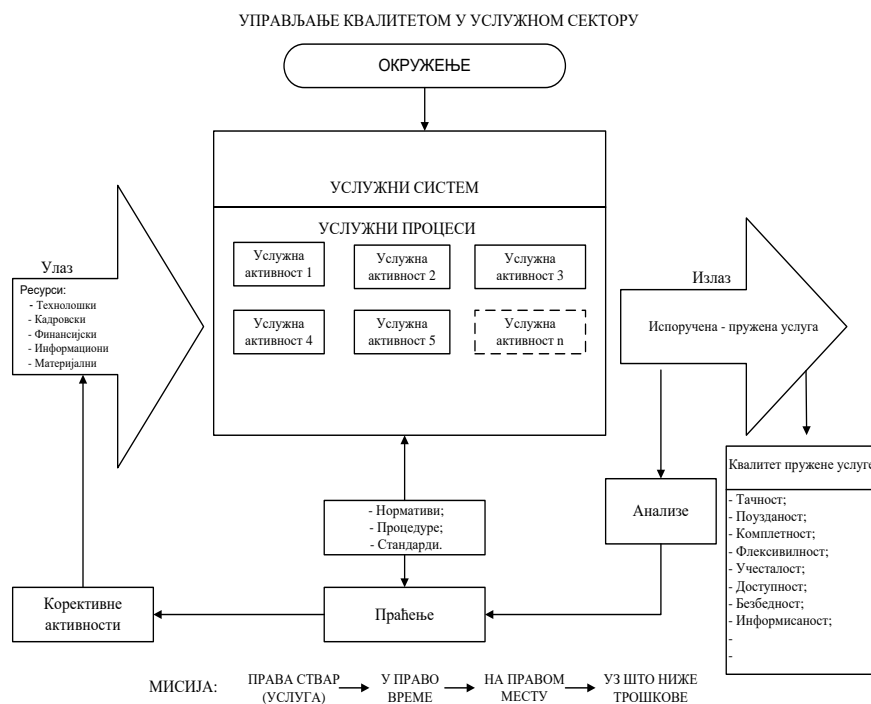 УПРАВЉАЊЕ КВАЛИТЕТОМ У УСЛУЖНОМ СЕКТОРУ
ОКРУЖЕЊЕ
УСЛУЖНИ СИСТЕМ
УСЛУЖНИ ПРОЦЕСИ
Услужна
активност 1
Услужна
активност 2
Услужна
активност 3
Услужна
активност 4
Услужна
активност 5
Услужна
активност n
Улаз
Ресурси:
- Технолошки
- Кадровски
- Финансијски
- Информациони
- Материјални
Излаз
Испоручена - пружена услуга
Квалитет пружене услуге
- Тачност;
- Поузданост;
- Комплетност;
- Флексивилност;
- Учесталост;
- Доступност;
- Безбедност;
- Информисаност;
-
-
Анализе
- Нормативи;
- Процедуре;
- Стандарди.
Праћење
Корективне
активности
МИСИЈА:
ПРАВА СТВАР
(УСЛУГА)
У ПРАВО
ВРЕМЕ
НА ПРАВОМ
МЕСТУ
УЗ ШТО НИЖЕ
ТРОШКОВЕ